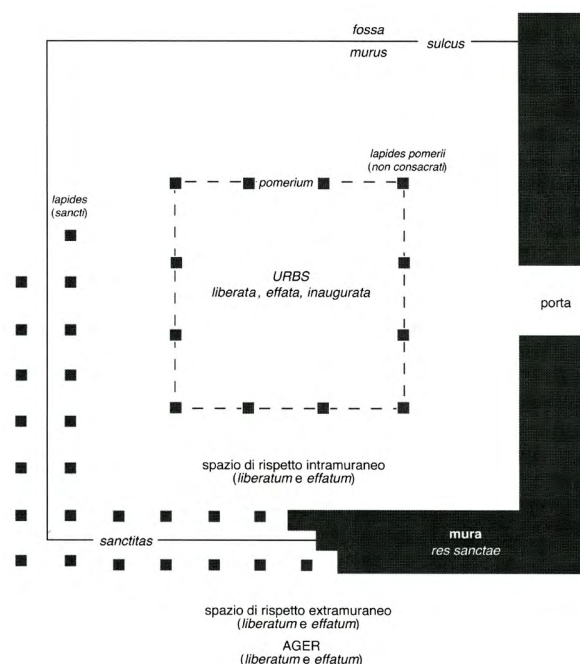 fossa
murus
sulcus
lapides pomerii
(non consacrati)
pomerium
lapides
(sancti)
URBS
liberata, effata, inaugurata
porta
spazio di rispetto intramuraneo
(liberatum e effatum)
mura
res sanctae
sanctitas
spazio di rispetto extramuraneo
(liberatum e effatum)
AGER
(liberatum e effatum)